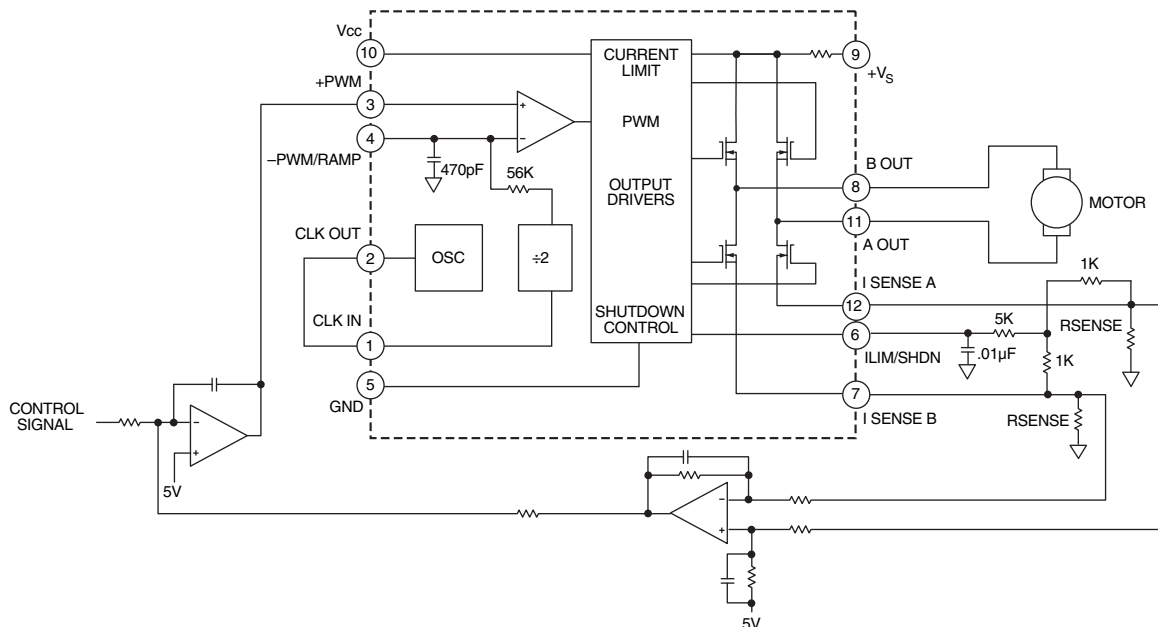 Vcc
10
+PWM
3
4
–PWM/RAMP
470pF
56K
CLK OUT
2
OSC
÷2
CLK IN
1
5
GND
CURRENT
LIMIT
PWM
OUTPUT
DRIVERS
SHUTDOWN
CONTROL
+
–
9
+VS
B OUT
8
11
A OUT
MOTOR
I SENSE A
12
6
ILIM/SHDN
7
I SENSE B
1K
5K
.01µF
1K
RSENSE
RSENSE
CONTROL
SIGNAL
–
+
5V
–
+
5V